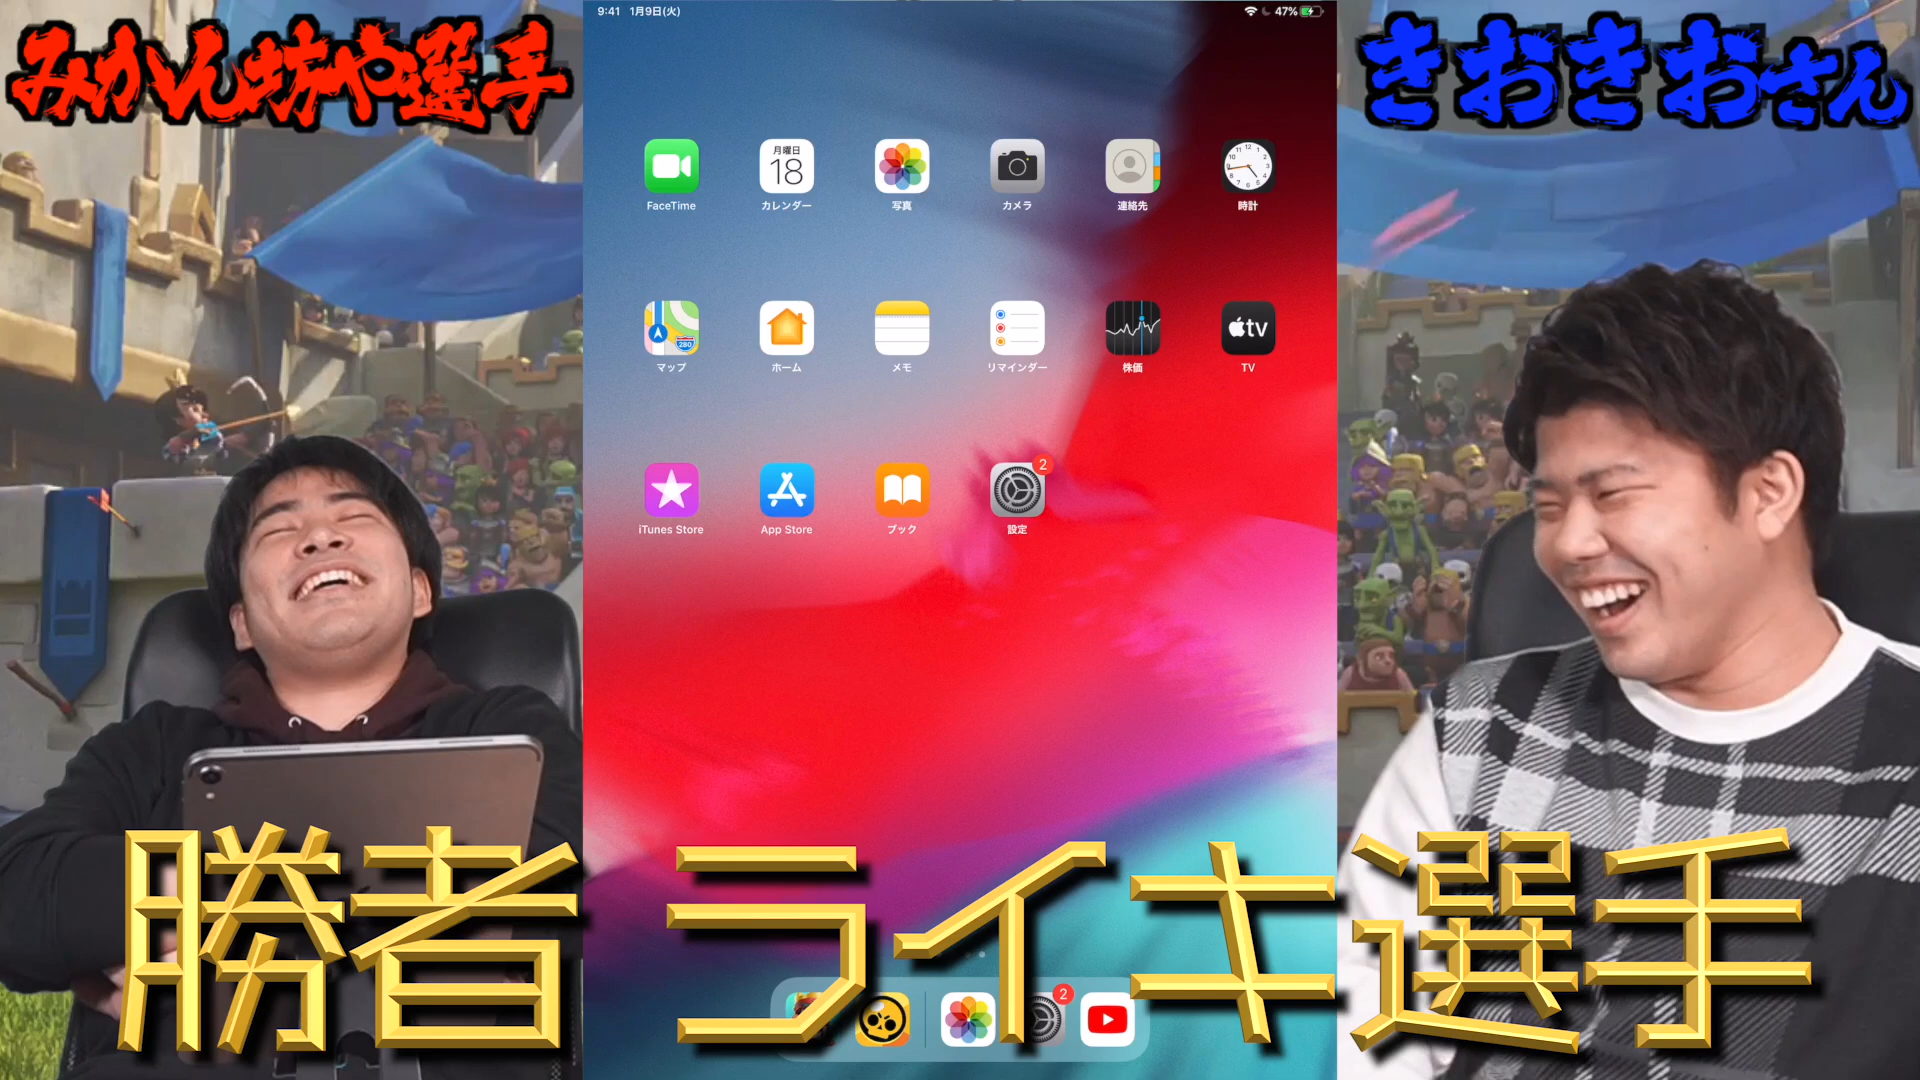 みかん坊や選手
きおきおさん
9:41 1月9日(火)
47%
月曜日
18
FaceTime
カレンダー
写真
カメラ
連絡先
時計
280
tv
マップ
ホーム
メモ
リマインダー
株価
TV
2
iTunes Store
App Store
ブック
設定
勝者 ライキ選手
2